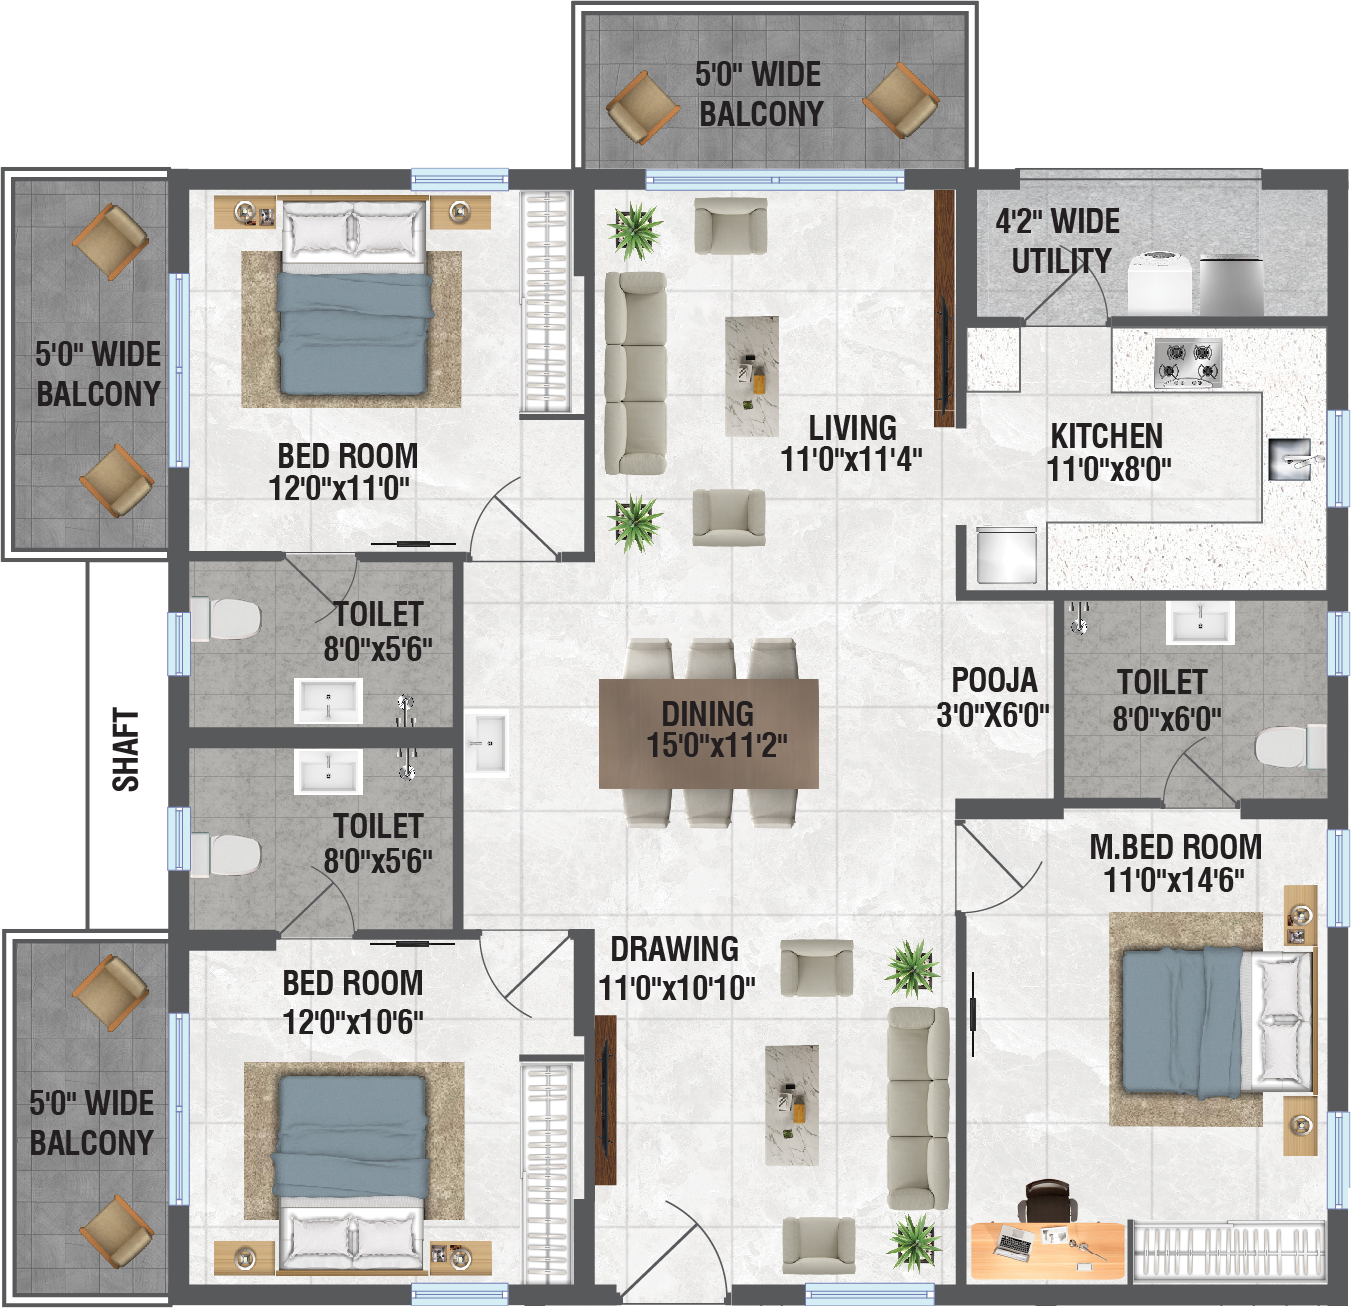 5'0" WIDE
BALCONY
4'2" WIDE
UTILITY
5'0" WIDE
BALCONY
BED ROOM
12'0"x11'0"
LIVING
11'0"x11'4"
KITCHEN
11'0"x8'0"
TOILET
8'0"x5'6"
POOJA
3'0"X6'0"
TOILET
8'0"x6'0"
DINING
15'0"x11'2"
SHAFT
TOILET
8'0"x5'6"
M.BED ROOM
11'0"x14'6"
DRAWING
11'0"x10'10"
BED ROOM
12'0"x10'6"
5'0" WIDE
BALCONY